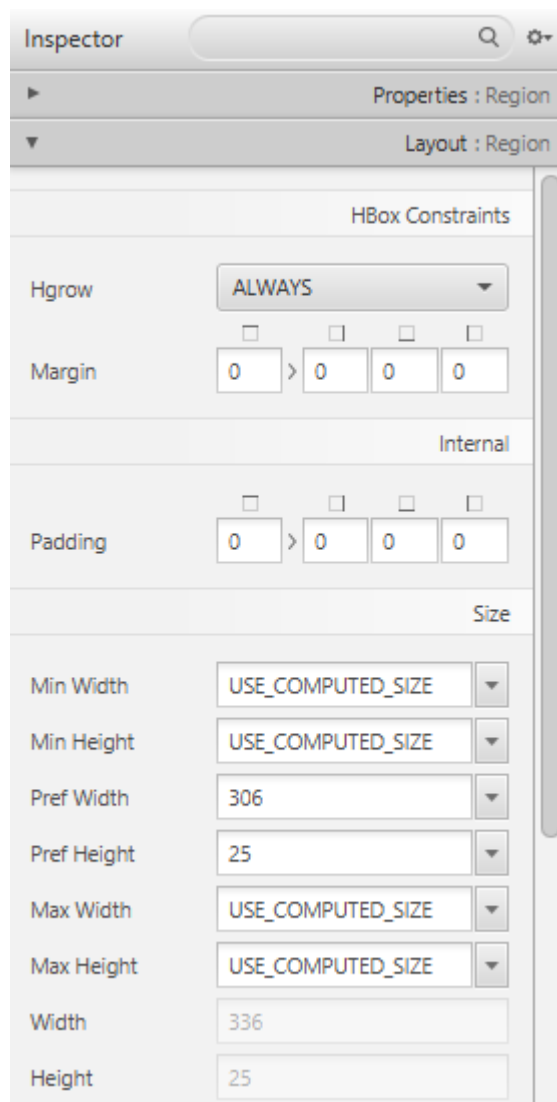 Inspector
Properties : Region
Layout : Region
HBox Constraints
Hgrow ALWAYS
Margin 0 > 0 0 0
Internal
Padding 0 > 0 0 0
Size
Min Width USE_COMPUTED_SIZE
Min Height USE_COMPUTED_SIZE
Pref Width 306
Pref Height 25
Max Width USE_COMPUTED_SIZE
Max Height USE_COMPUTED_SIZE
Width 336
Height 25